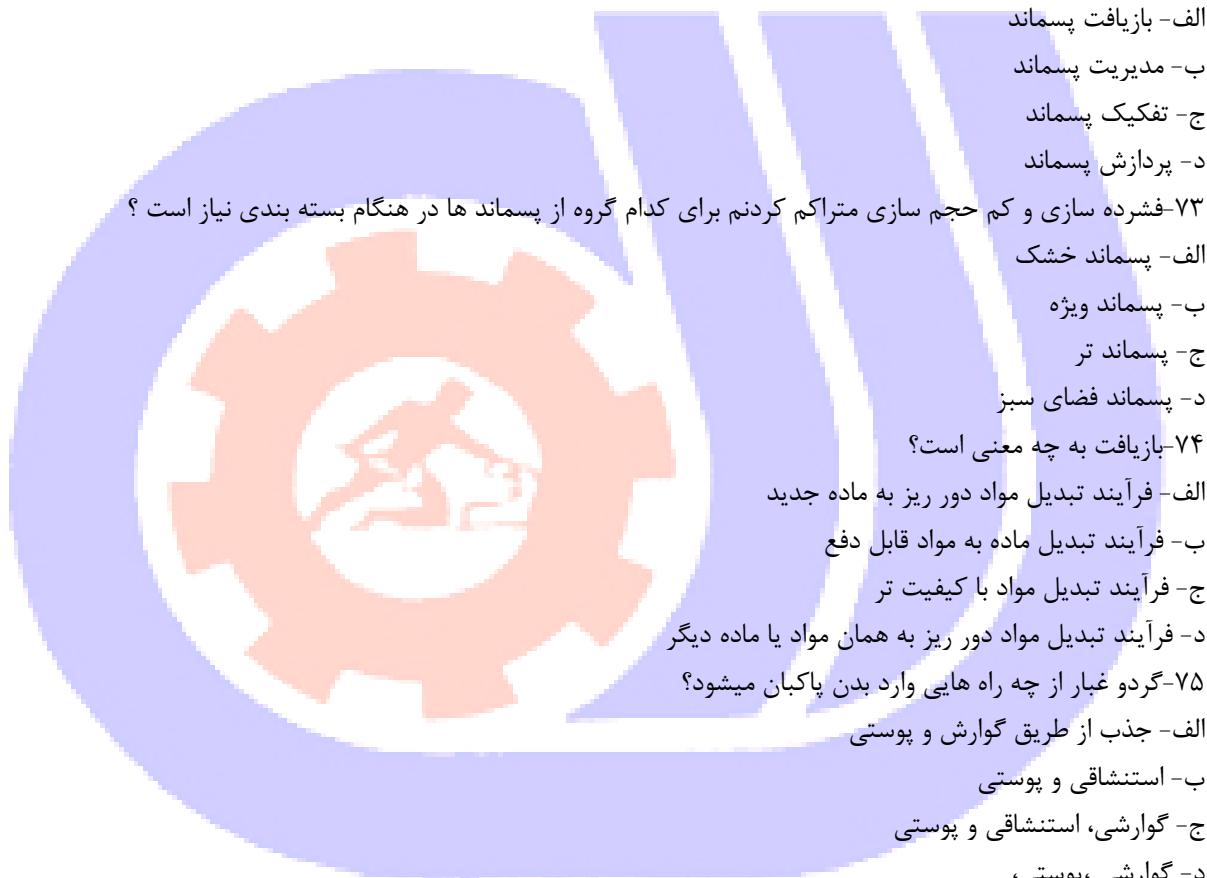 الف- بازیافت پسماند
ب- مدیریت پسماند
ج- تفکیک پسماند
د- پردازش پسماند
۷۳-فشرده سازی و کم حجم سازی متراکم کردنم برای کدام گروه از پسماند ها در هنگام بسته بندی نیاز است ؟
الف- پسماند خشک
ب- پسماند ویژه
ج- پسماند تر
د- پسماند فضای سبز
۷۴-بازیافت به چه معنی است؟
الف- فرآیند تبدیل مواد دور ریز به ماده جدید
ب- فرآیند تبدیل ماده به مواد قابل دفع
ج- فرآیند تبدیل مواد با کیفیت تر
د- فرآیند تبدیل مواد دور ریز به همان مواد یا ماده دیگر
۷۵-گردو غبار از چه راه هایی وارد بدن پاکبان میشود؟
الف- جذب از طریق گوارش و پوستی
ب- استنشاقی و پوستی
ج- گوارشی، استنشاقی و پوستی
د- گوارشی ،پوستی،